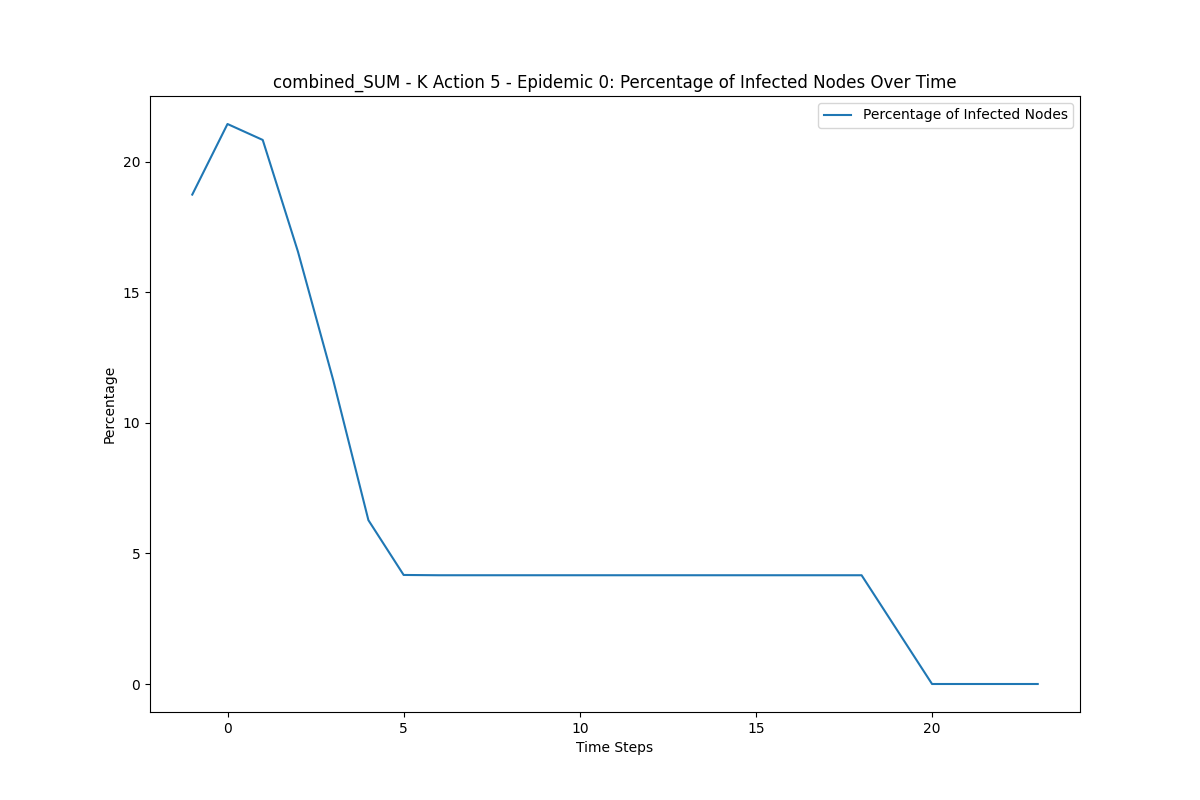 combined_SUM - K Action 5 - Epidemic 0: Percentage of Infected Nodes Over Time
Percentage of Infected Nodes
20
15
10
5
0
Percentage
0 5 10 15 20
Time Steps